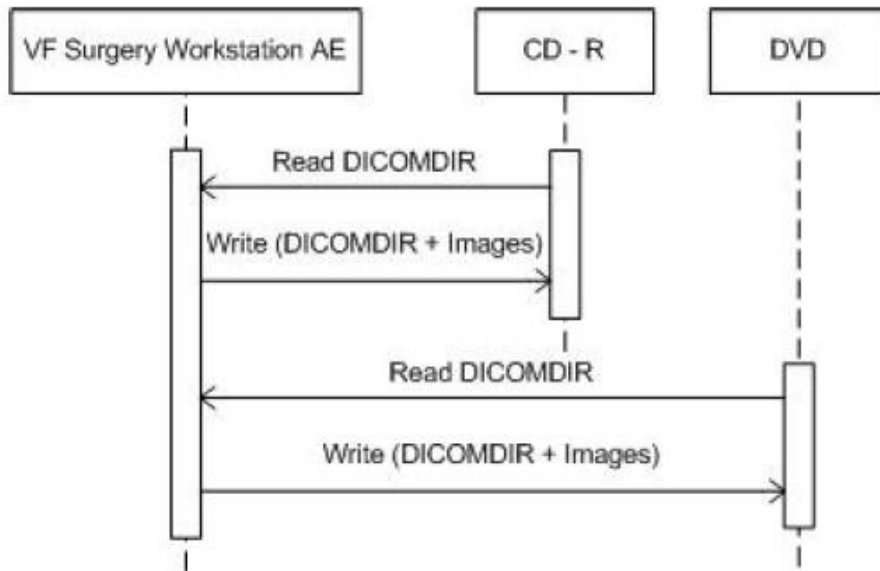 VF Surgery Workstation AE
CD - R
DVD
Read DICOMDIR
Write (DICOMDIR + Images)
Read DICOMDIR
Write (DICOMDIR + Images)